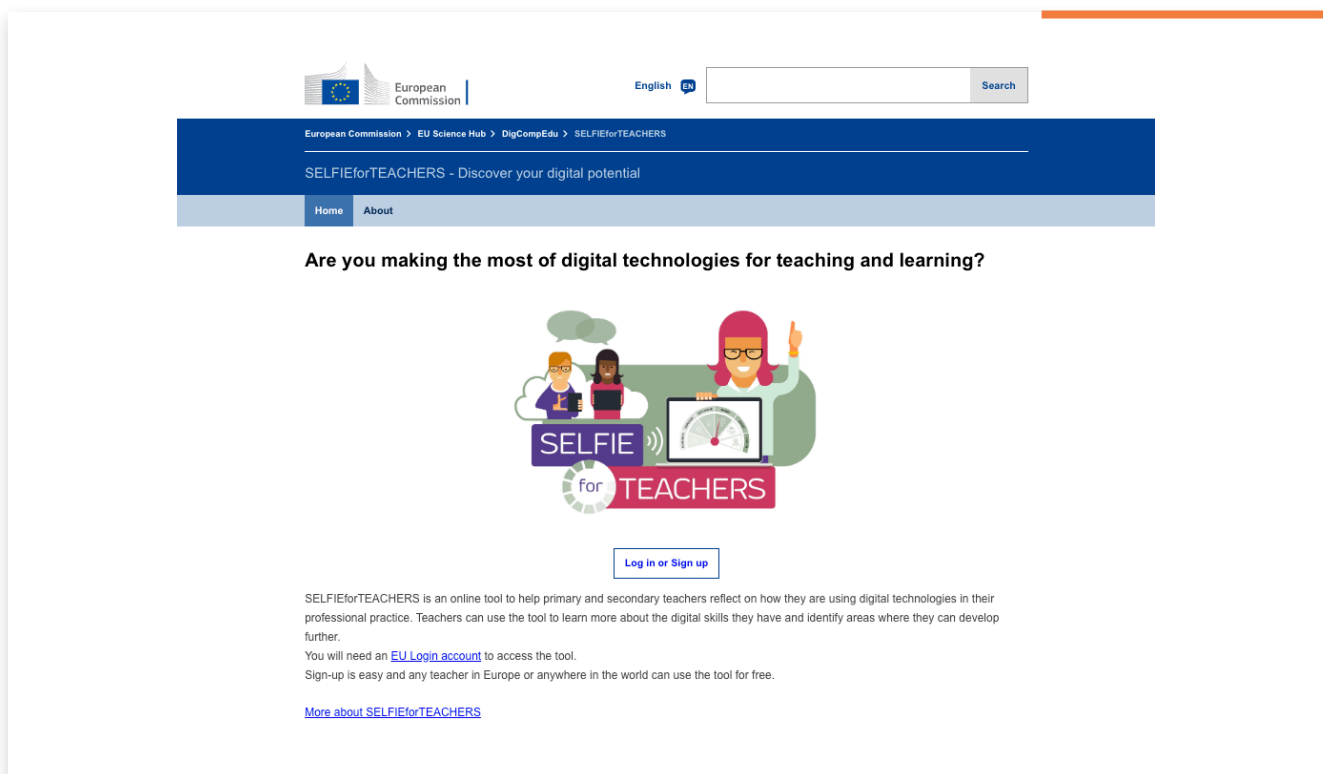 European
Commission
English EN
Search
European Commission > EU Science Hub > DigCompEdu > SELFIEforTEACHERS
SELFIEforTEACHERS - Discover your digital potential
Home About
Are you making the most of digital technologies for teaching and learning?
SELFIE
for TEACHERS
Log in or Sign up
SELFIEforTEACHERS is an online tool to help primary and secondary teachers reflect on how they are using digital technologies in their
professional practice. Teachers can use the tool to learn more about the digital skills they have and identify areas where they can develop
further.
You will need an EU Login account to access the tool.
Sign-up is easy and any teacher in Europe or anywhere in the world can use the tool for free.
More about SELFIEforTEACHERS